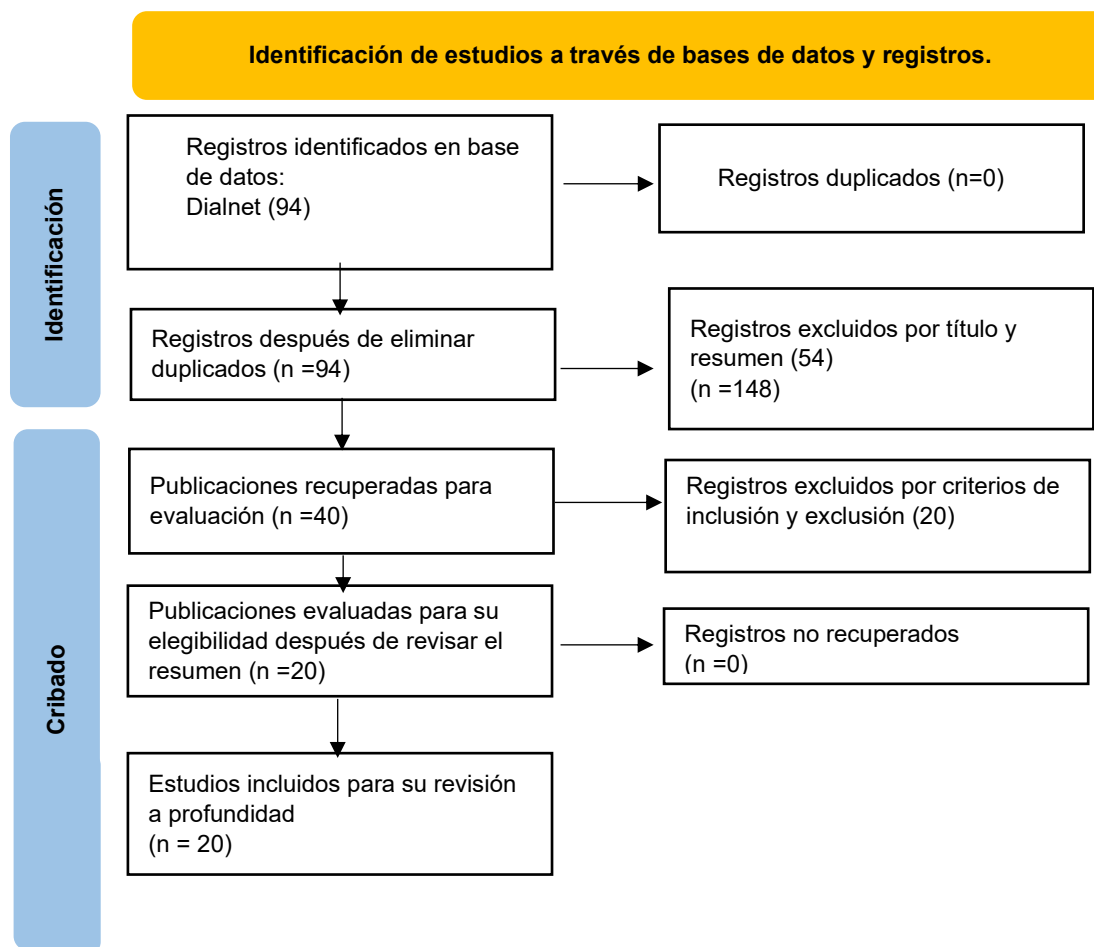 Identificación de estudios a través de bases de datos y registros.
Identificación
Registros identificados en base
de datos:
Dialnet (94)
Registros duplicados (n=0)
Registros después de eliminar
duplicados (n =94)
Registros excluidos por título y
resumen (54)
(n =148)
Cribado
Publicaciones recuperadas para
evaluación (n =40)
Registros excluidos por criterios de
inclusión y exclusión (20)
Publicaciones evaluadas para su
elegibilidad después de revisar el
resumen (n =20)
Registros no recuperados
(n =0)
Estudios incluidos para su revisión
a profundidad
(n = 20)